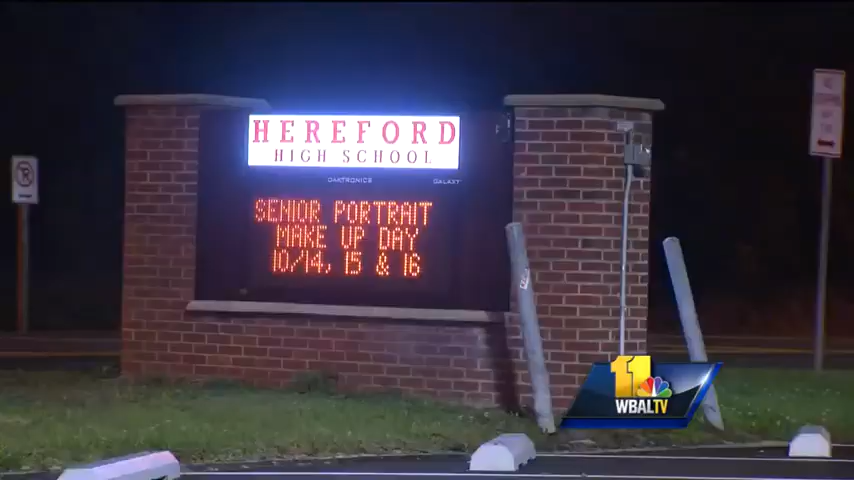 HEREFORD
HIGH SCHOOL
DAKTRONICS GALAXY
SENIOR PORTRAIT
MAKE UP DAY
10/14, 15 & 16
11
WBALTV